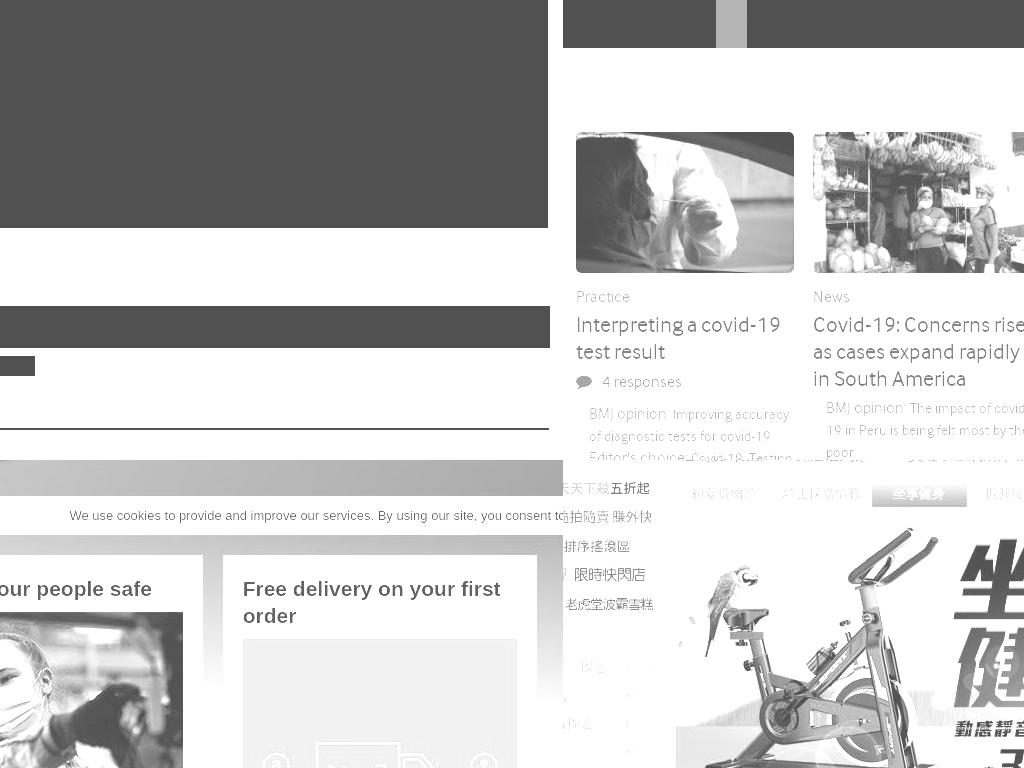 Practice
Interpreting a covid-19
test result
4 responses
BMJ opinion: Improving accuracy
of diagnostic tests for covid-19
Editor's choice: Covid-19: Testing
News
Covid-19: Concerns rise
as cases expand rapidly
in South America
BMJ opinion: The impact of covid
19 in Peru is being felt most by the
poor
We use cookies to provide and improve our services. By using our site, you consent to
our people safe
Free delivery on your first
order
天天下殺五折起
隨拍隨賣 賺外快
排序搖滾區
限時快閃店
老虎堂波霸雪糕
坐享健身
坐
健
動感靜音